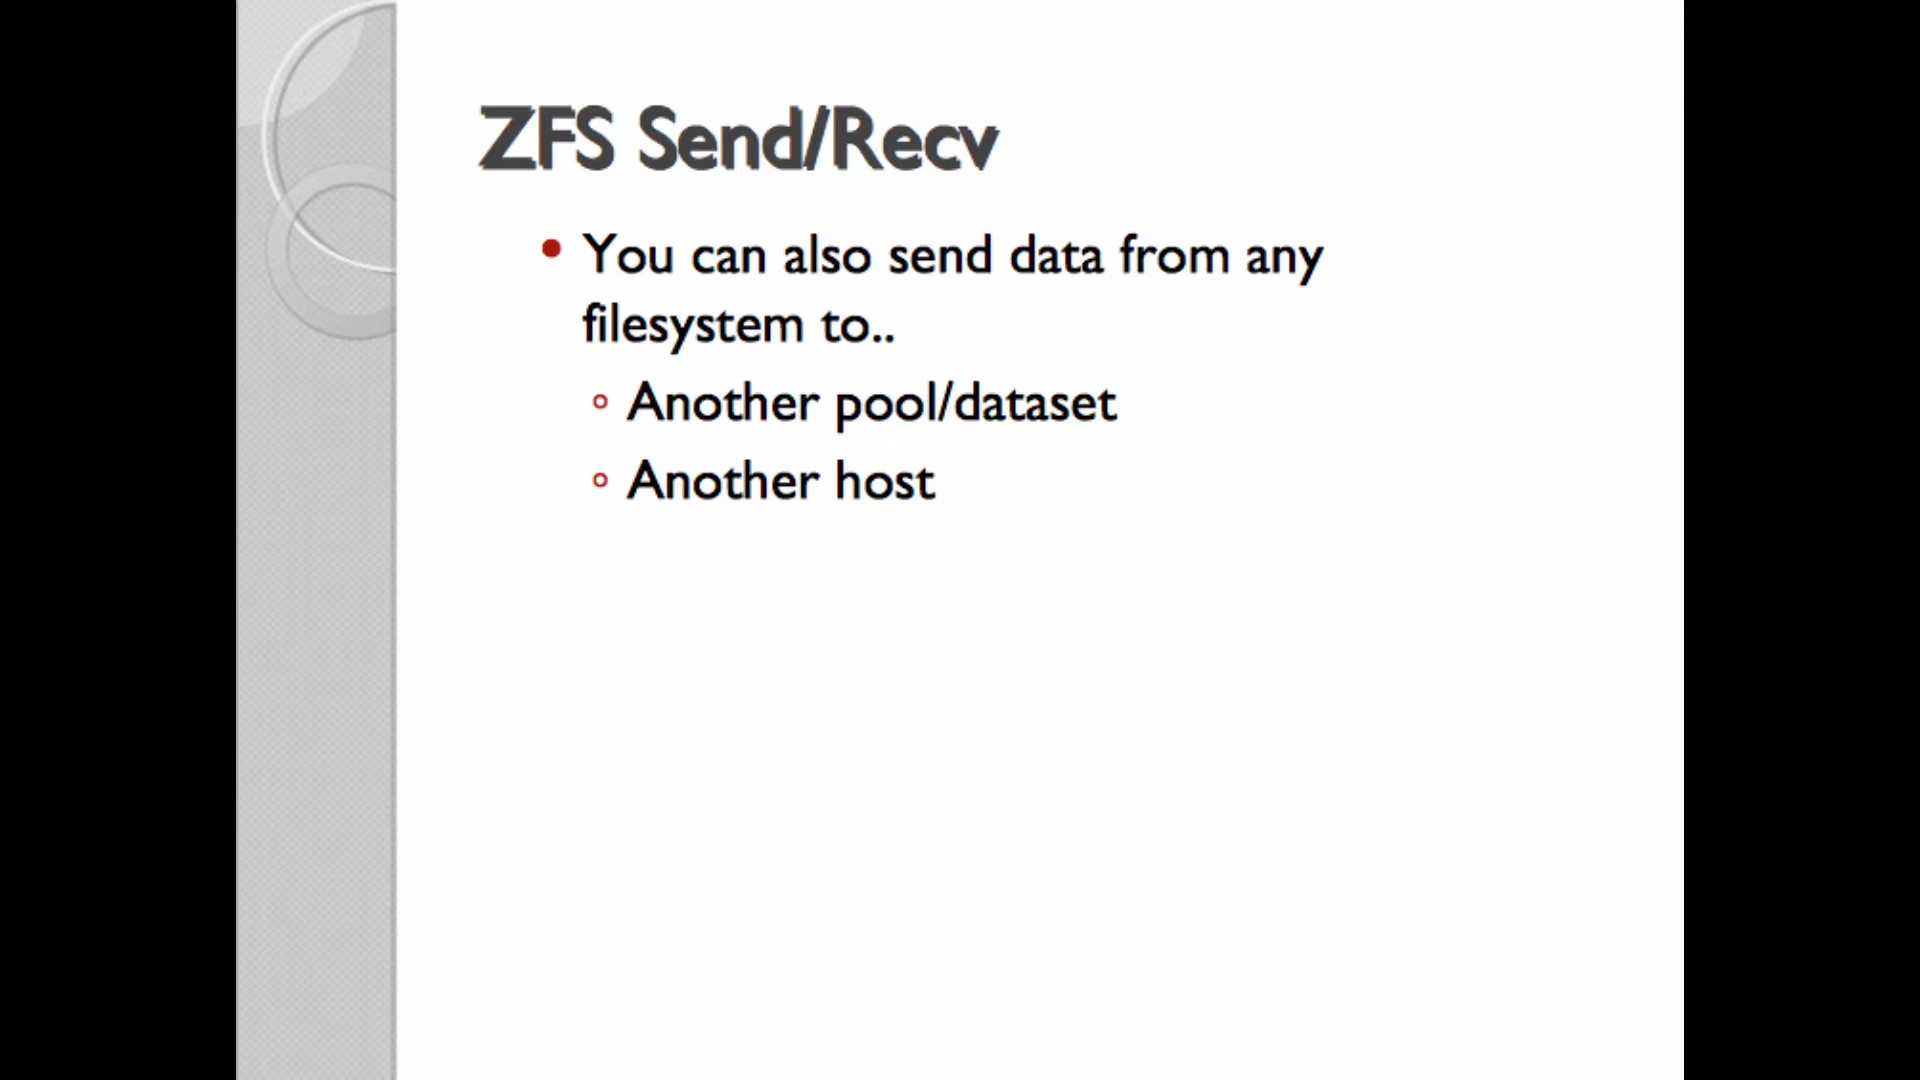 ZFS Send/Recv
• You can also send data from any
filesystem to..
◦ Another pool/dataset
◦ Another host